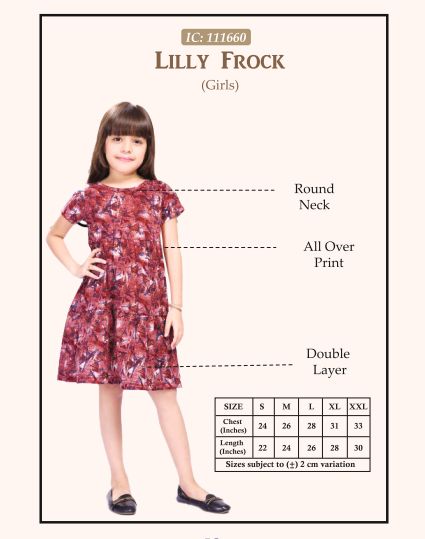 IC: 111660
LILLY FROCK
(Girls)
Round
Neck
All Over
Print
Double
Layer
SIZE S M L XL XXL
Chest
(Inches) 24 26 28 31 33
Length
(Inches) 22 24 26 28 30
Sizes subject to (±) 2 cm variation